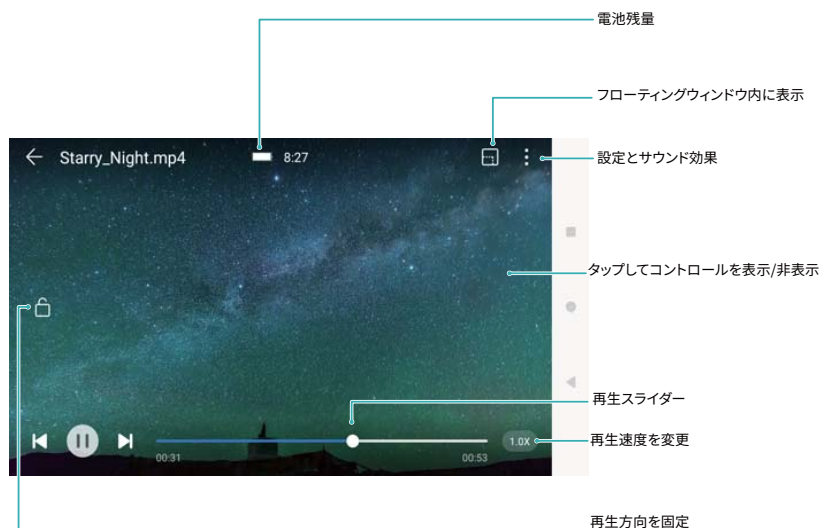 電池残量
フローティングウィンドウ内に表示
Starry_Night.mp4 8:27
設定とサウンド効果
タップしてコントロールを表示/非表示
再生スライダー
1.0X
再生速度を変更
00:31 00:53
再生方向を固定